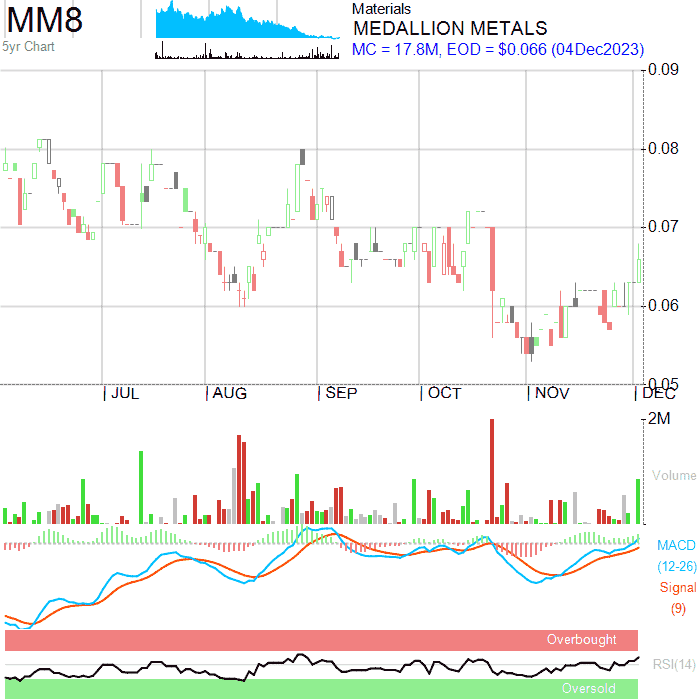 MM8
5yr Chart
Materials
MEDALLION METALS
MC = 17.8M, EOD = $0.066 (04Dec2023)
0.09
0.08
0.07
0.06
0.05
JUL
AUG
SEP
OCT
NOV
DEC
2M
Volume
MACD
(12-26)
Signal
(9)
Overbought
RSI(14)
Oversold